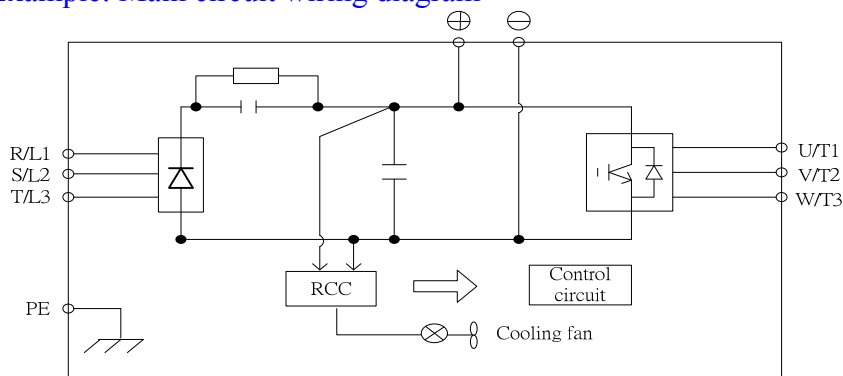 Example: Main circuit wiring diagram
R/L1
S/L2
T/L3
U/T1
V/T2
W/T3
PE
RCC
Control
circuit
Cooling fan